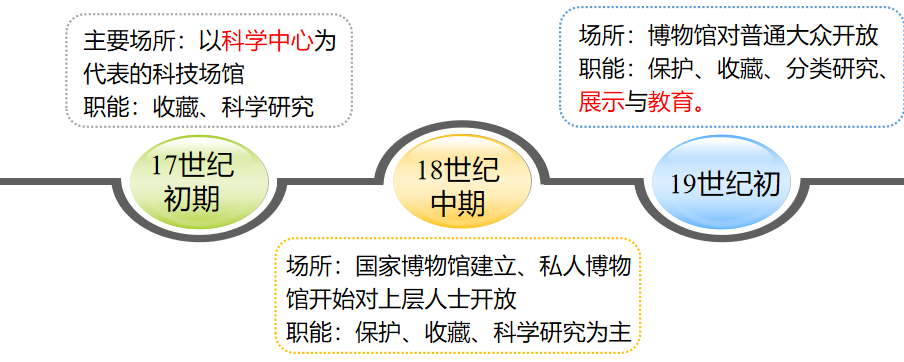 主要场所：以科学中心为
代表的科技场馆
职能：收藏、科学研究
17世纪
初期
场所：国家博物馆建立、私人博物
馆开始对上层人士开放
职能：保护、收藏、科学研究为主
18世纪
中期
场所：博物馆对普通大众开放
职能：保护、收藏、分类研究、
展示与教育。
19世纪初